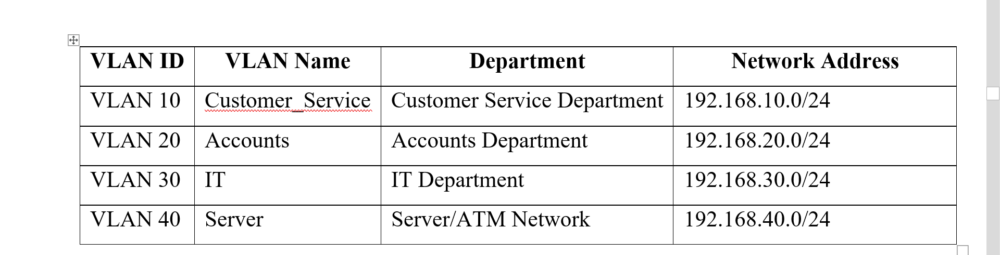 VLAN ID VLAN Name Department Network Address
VLAN 10 Customer_Service Customer Service Department 192.168.10.0/24
VLAN 20 Accounts Accounts Department 192.168.20.0/24
VLAN 30 IT IT Department 192.168.30.0/24
VLAN 40 Server Server/ATM Network 192.168.40.0/24